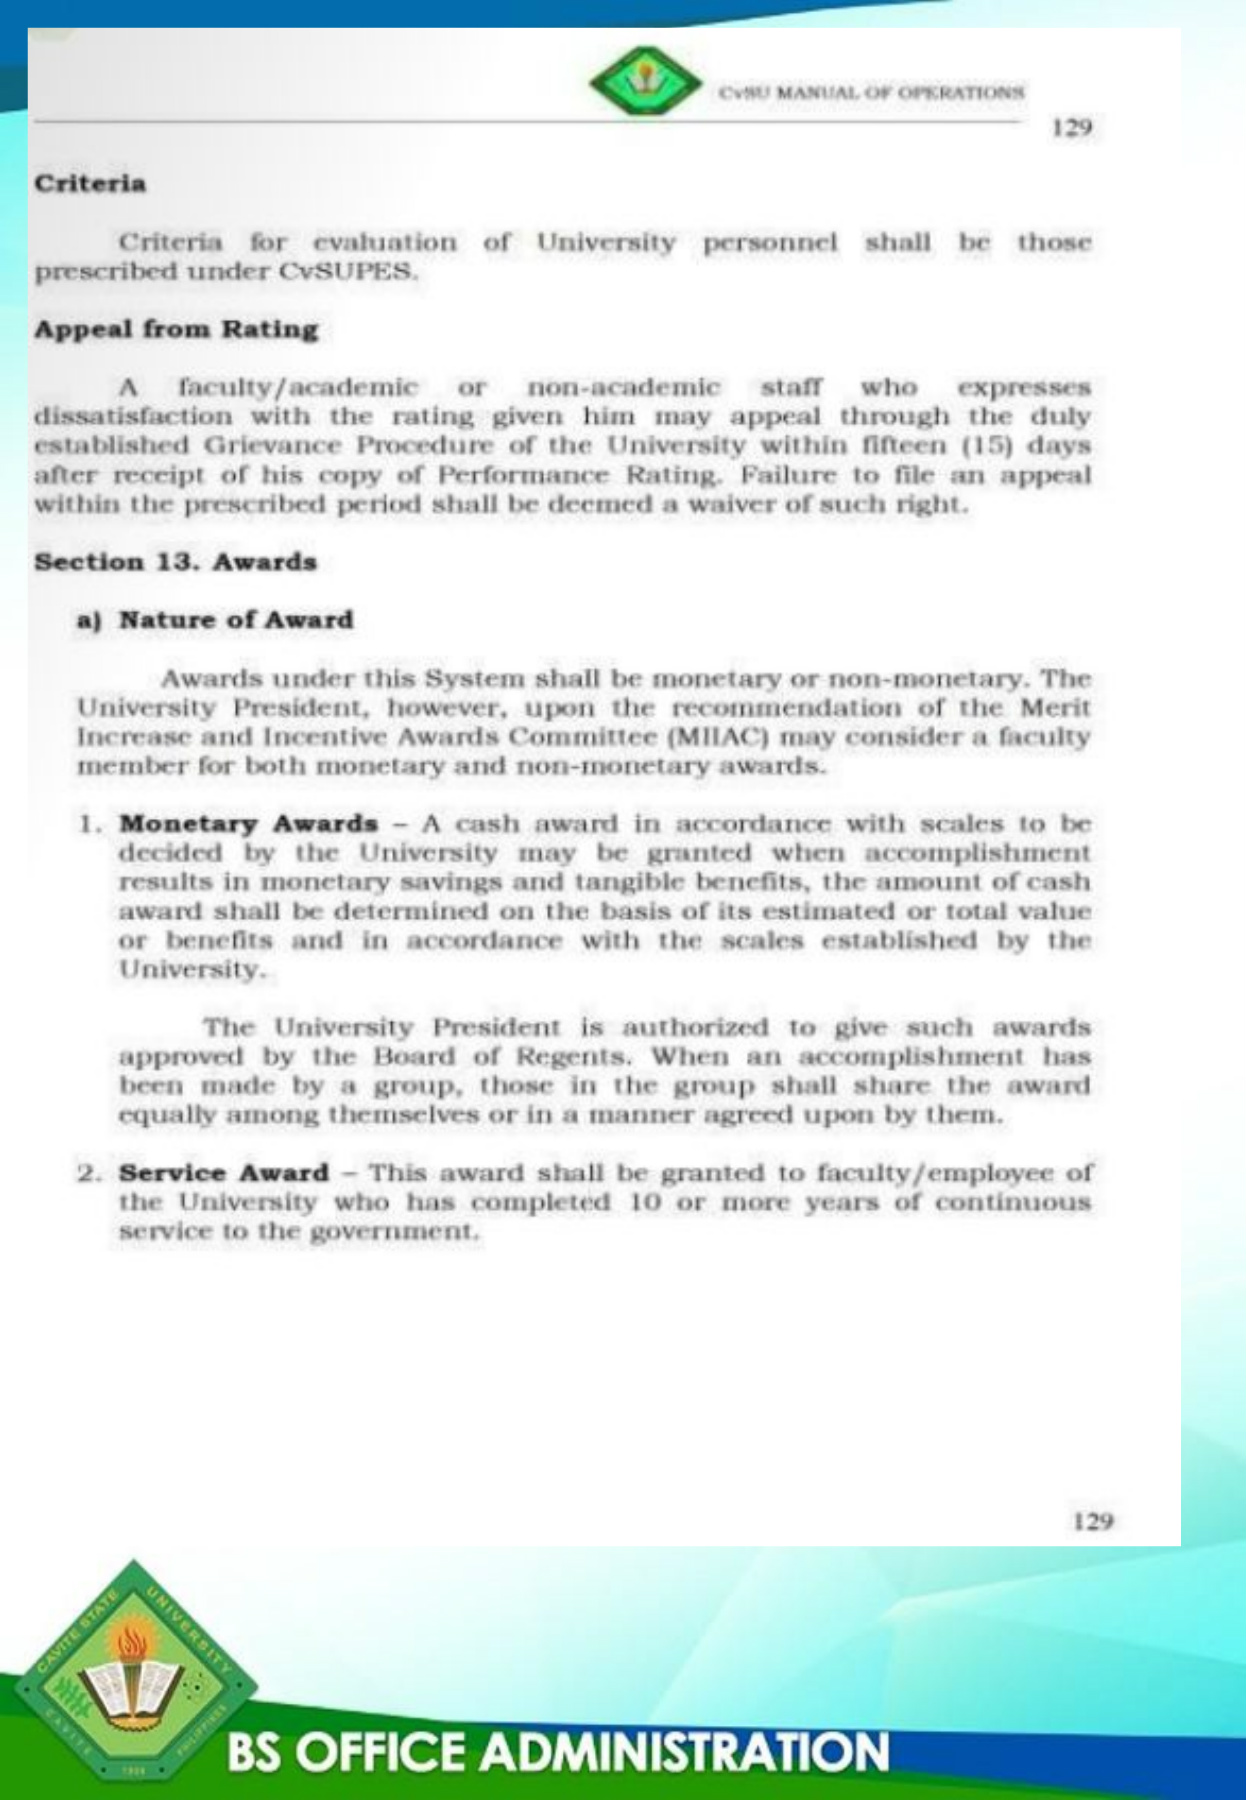 CvSU MANUAL OF OPERATIONS
129
Criteria
Criteria for evaluation of University personnel shall be those
prescribed under CvSUPES.
Appeal from Rating
A faculty/academic or non-academic staff who expresses
dissatisfaction with the rating given him may appeal through the duly
established Grievance Procedure of the University within fifteen (15) days
after receipt of his copy of Performance Rating. Failure to file an appeal
within the prescribed period shall be deemed a waiver of such right.
Section 13. Awards
a) Nature of Award
Awards under this System shall be monetary or non-monetary. The
University President, however, upon the recommendation of the Merit
Increase and Incentive Awards Committee (MIIAC) may consider a faculty
member for both monetary and non-monetary awards.
1. Monetary Awards – A cash award in accordance with scales to be
decided by the University may be granted when accomplishment
results in monetary savings and tangible benefits, the amount of cash
award shall be determined on the basis of its estimated or total value
or benefits and in accordance with the scales established by the
University.
The University President is authorized to give such awards
approved by the Board of Regents. When an accomplishment has
been made by a group, those in the group shall share the award
equally among themselves or in a manner agreed upon by them.
2. Service Award – This award shall be granted to faculty/employee of
the University who has completed 10 or more years of continuous
service to the government.
129
CAVITE STATE UNIVERSITY
CAVITE
PHILIPPINES
1906
BS OFFICE ADMINISTRATION